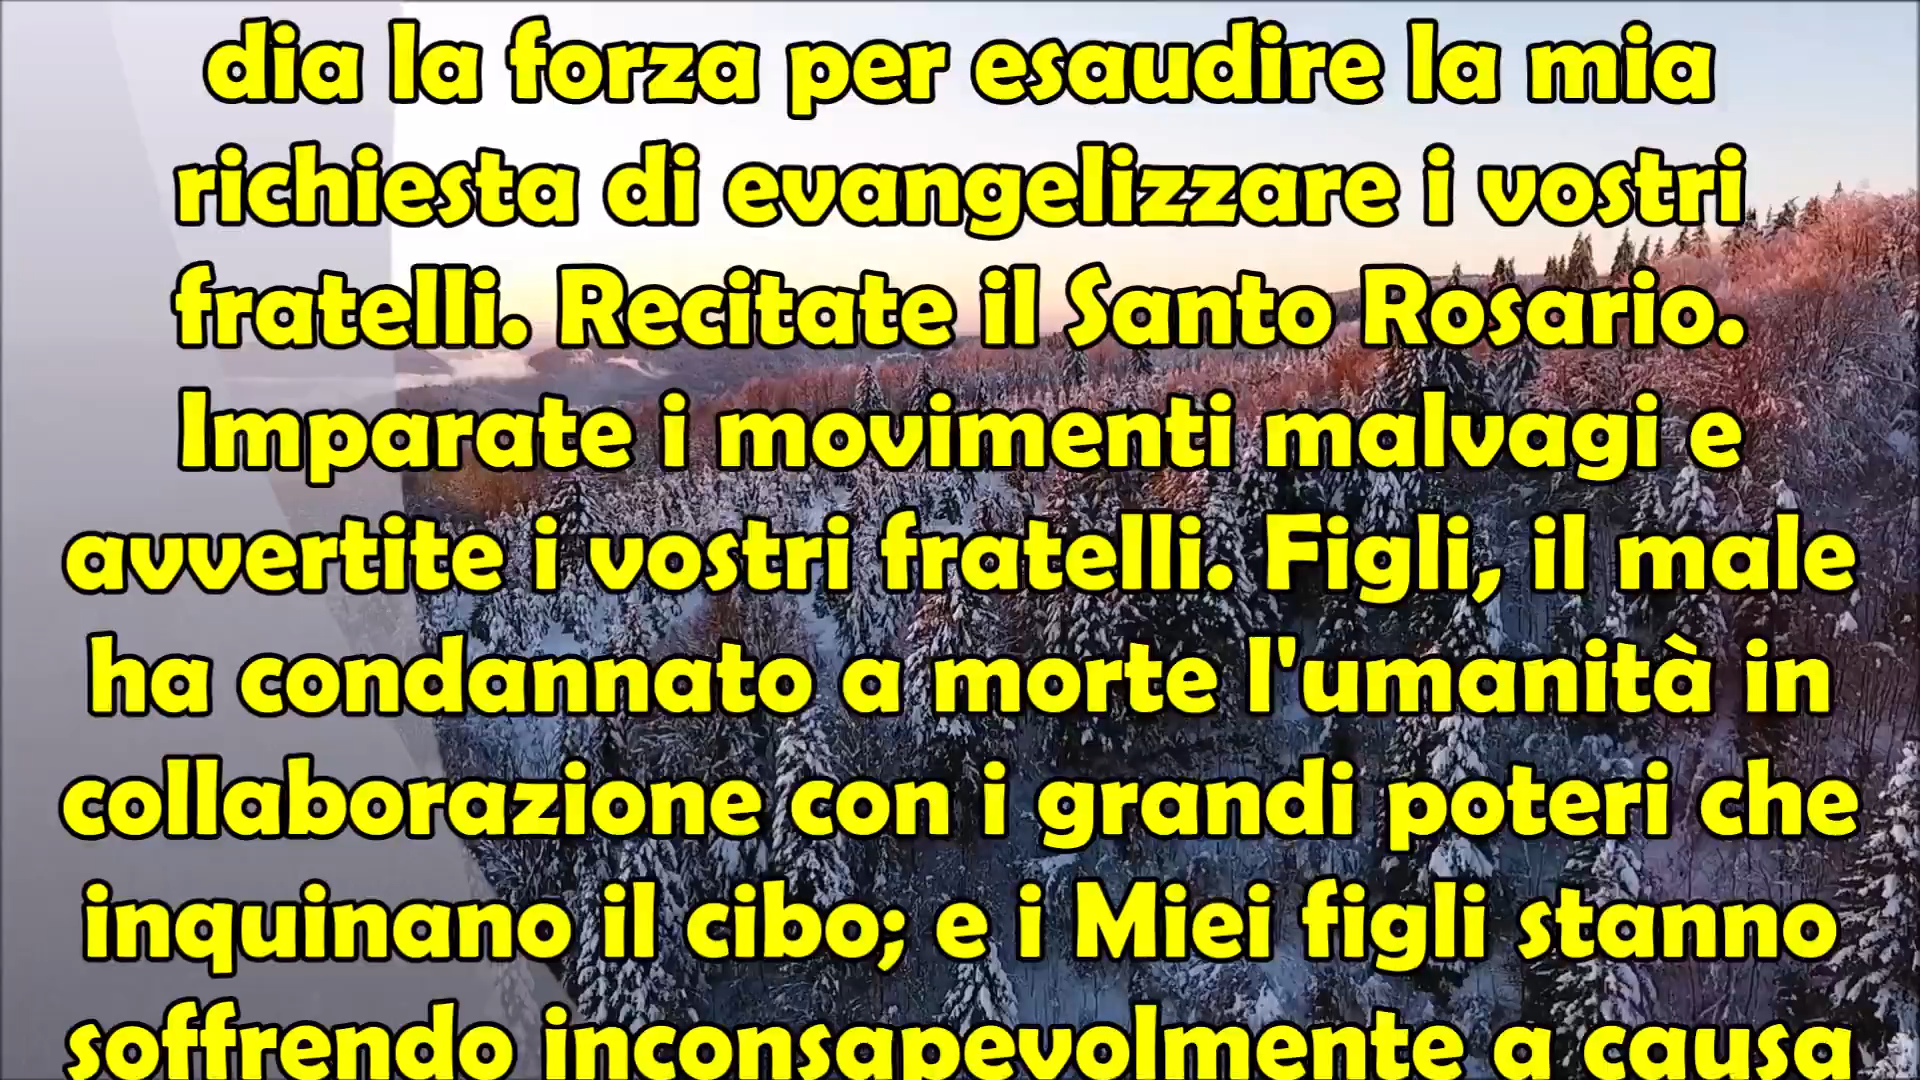 dia la forza per esaudire la mia
richiesta di evangelizzare i vostri
fratelli. Recitate il Santo Rosario.
Imparate i movimenti malvagi e
avvertite i vostri fratelli. Figli, il male
ha condannato a morte l'umanità in
collaborazione con i grandi poteri che
inquinano il cibo; e i Miei figli stanno
soffrendo inconsapevolmente a causa